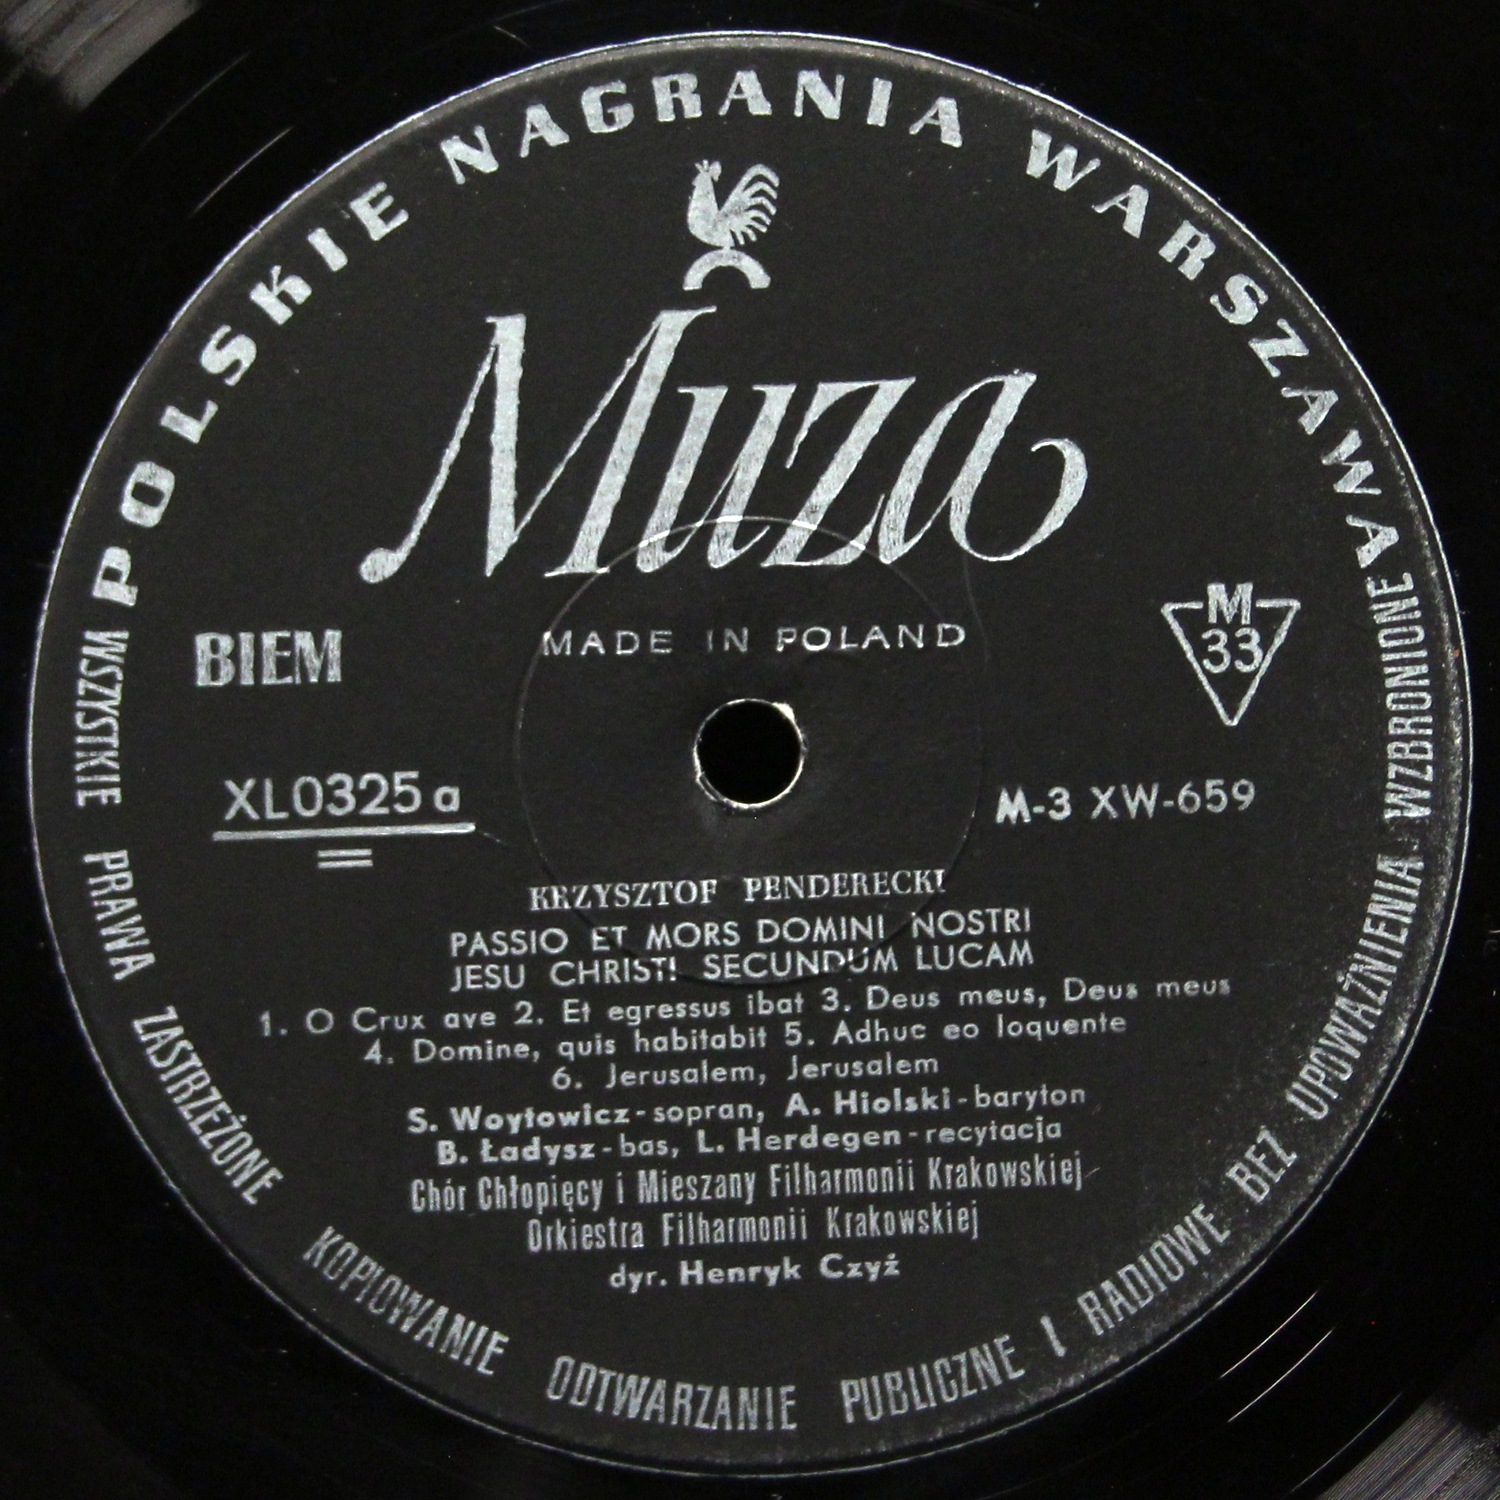 POLSKIE NAGRANIA WARSZAWA
Muza
BIEM
MADE IN POLAND
M
33
XL0325a
M-3 XW-659
KRZYSZTOF PENDERECKI
PASSIO ET MORS DOMINI NOSTRI
JESU CHRISTI SECUNDUM LUCAM
1. O Crux ave 2. Et egressus ibat 3. Deus meus, Deus meus
4. Domine, quis habitabit 5. Adhuc eo loquente
6. Jerusalem, Jerusalem
S. Woytowicz-sopran, A. Hiolski-baryton
B. Ładysz-bas, L. Herdegen-recytacja
Chór Chłopięcy i Mieszany Filharmonii Krakowskiej
Orkiestra Filharmonii Krakowskiej
dyr. Henryk Czyż
WSZYSTKIE PRAWA ZASTRZEŻONE KOPIOWANIE ODTWARZANIE PUBLICZNE I RADIOWE BEZ UPOWAŻNIENIA WZBRONIONE